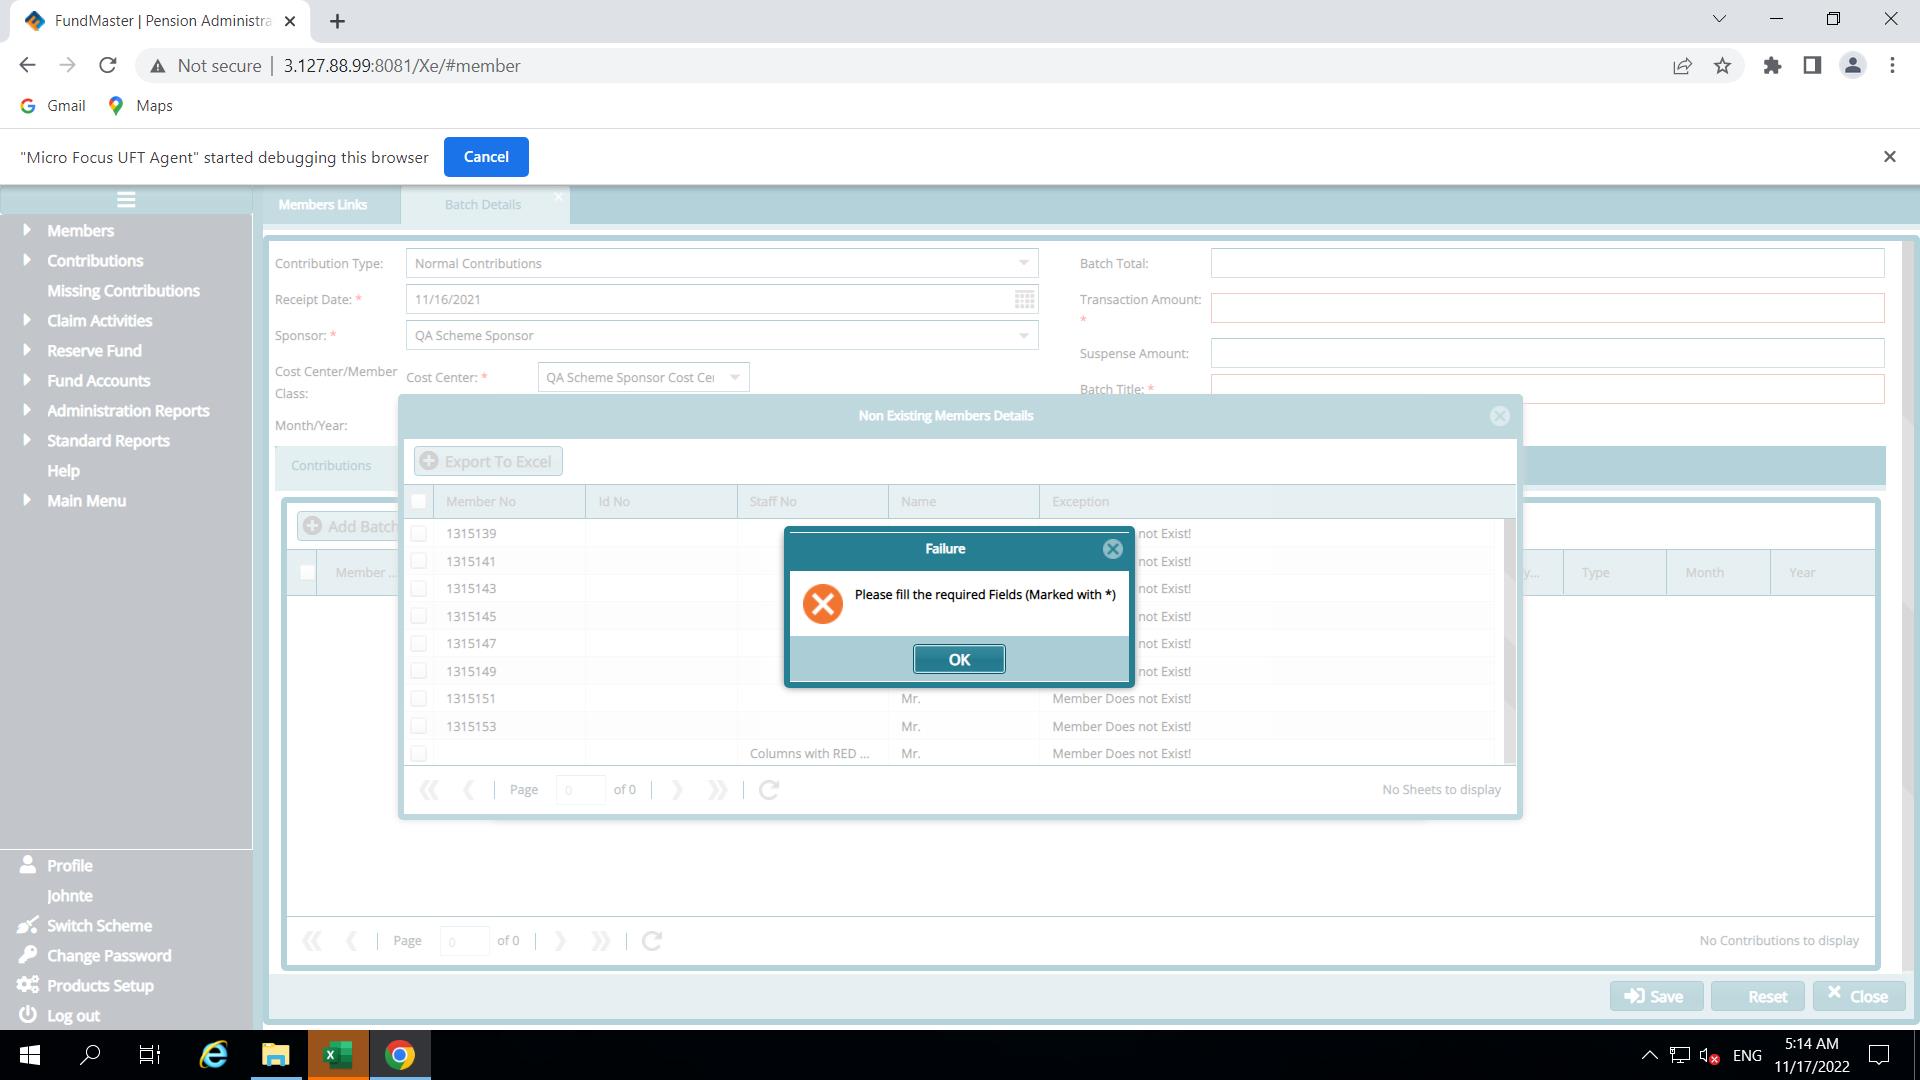 FundMaster | Pension Administra
Not secure | 3.127.88.99:8081/Xe/#member
Gmail Maps
"Micro Focus UFT Agent" started debugging this browser Cancel
Members Links Batch Details
Members
Contributions
Missing Contributions
Claim Activities
Reserve Fund
Fund Accounts
Administration Reports
Standard Reports
Help
Main Menu
Profile
Johnte
Switch Scheme
Change Password
Products Setup
Log out
Contribution Type: Normal Contributions Batch Total:
Receipt Date: * 11/16/2021 Transaction Amount:
*
Sponsor: * QA Scheme Sponsor
Suspense Amount:
Cost Center/Member Cost Center: * QA Scheme Sponsor Cost
Class: Batch Title: *
Month/Year:
Contributions
Add Batch
Member ... ... Type Month Year
Non Existing Members Details
Export To Excel
Member No Id No Staff No Name Exception
1315139 not Exist!
1315141 not Exist!
1315143 not Exist!
1315145 not Exist!
1315147 not Exist!
1315149 not Exist!
1315151 Mr. Member Does not Exist!
1315153 Mr. Member Does not Exist!
Columns with RED ... Mr. Member Does not Exist!
Page 0 of 0 No Sheets to display
Failure
Please fill the required Fields (Marked with *)
OK
Page 0 of 0 No Contributions to display
Save Reset Close
ENG 5:14 AM
11/17/2022